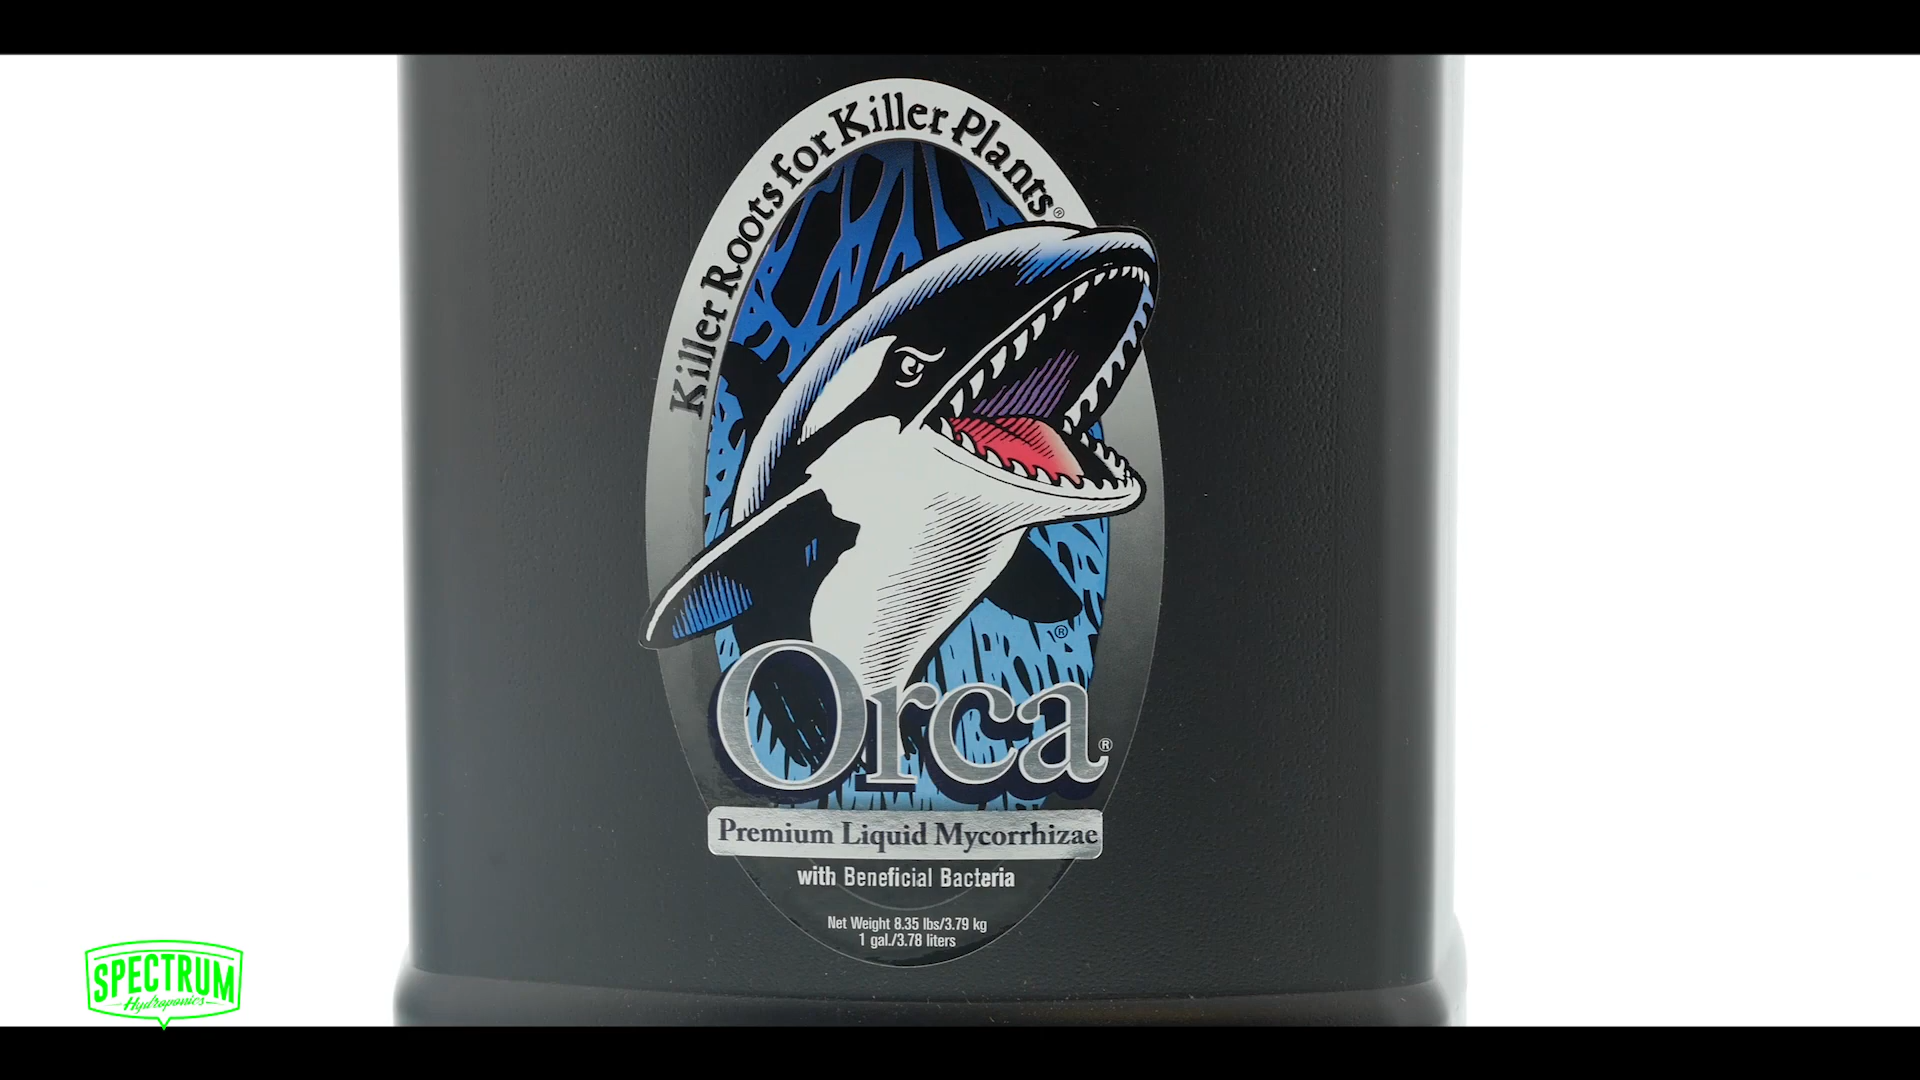 Killer Roots for Killer Plants®
®
Orca®
Premium Liquid Mycorrhizae
with Beneficial Bacteria
Net Weight 8.35 lbs/3.79 kg
1 gal./3.78 liters
SPECTRUM
Hydroponics